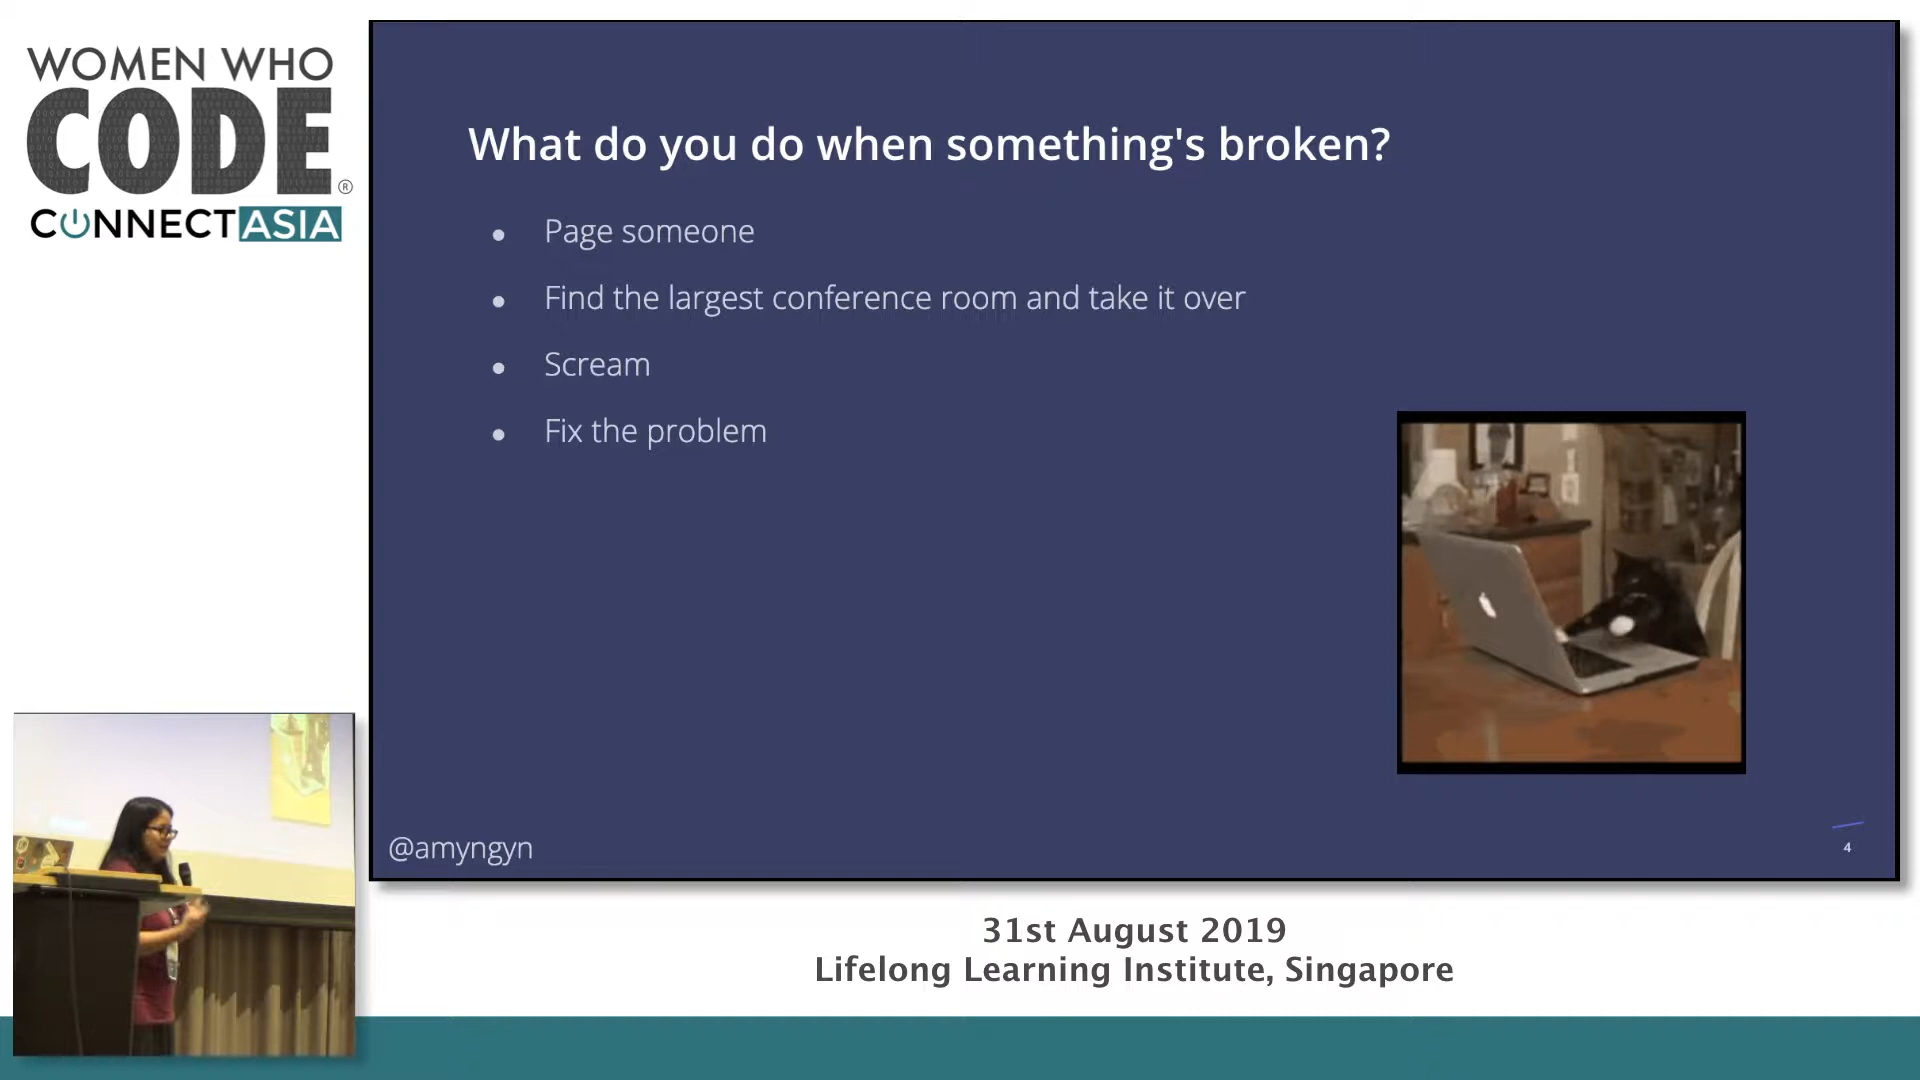 WOMEN WHO
CODE®
CONNECT ASIA
What do you do when something's broken?
● Page someone
● Find the largest conference room and take it over
● Scream
● Fix the problem
@amyngyn
4
31st August 2019
Lifelong Learning Institute, Singapore